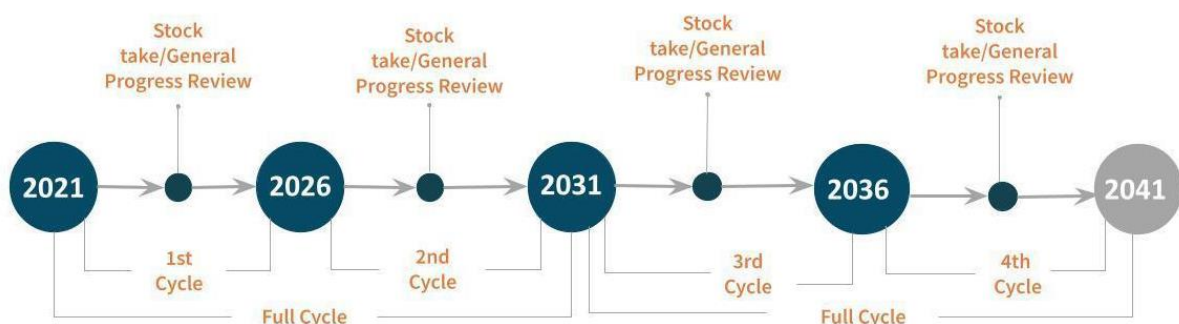 Stock
take/General
Progress Review
Stock
take/General
Progress Review
Stock
take/General
Progress Review
Stock
take/General
Progress Review
2021
2026
2031
2036
2041
1st
Cycle
2nd
Cycle
3rd
Cycle
4th
Cycle
Full Cycle
Full Cycle